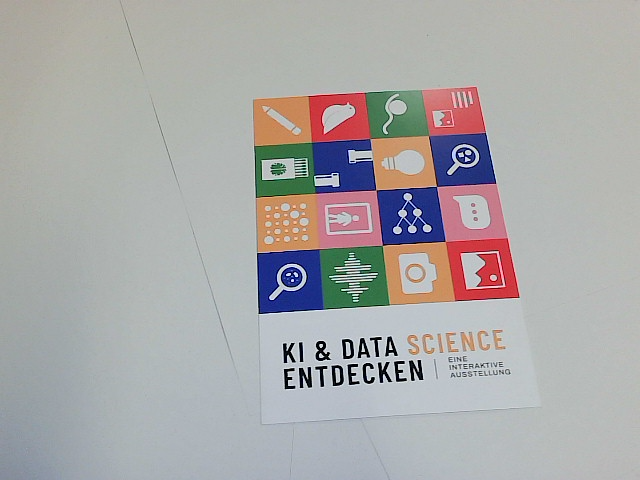 KI & DATA SCIENCE
ENTDECKEN
EINE
INTERAKTIVE
AUSSTELLUNG